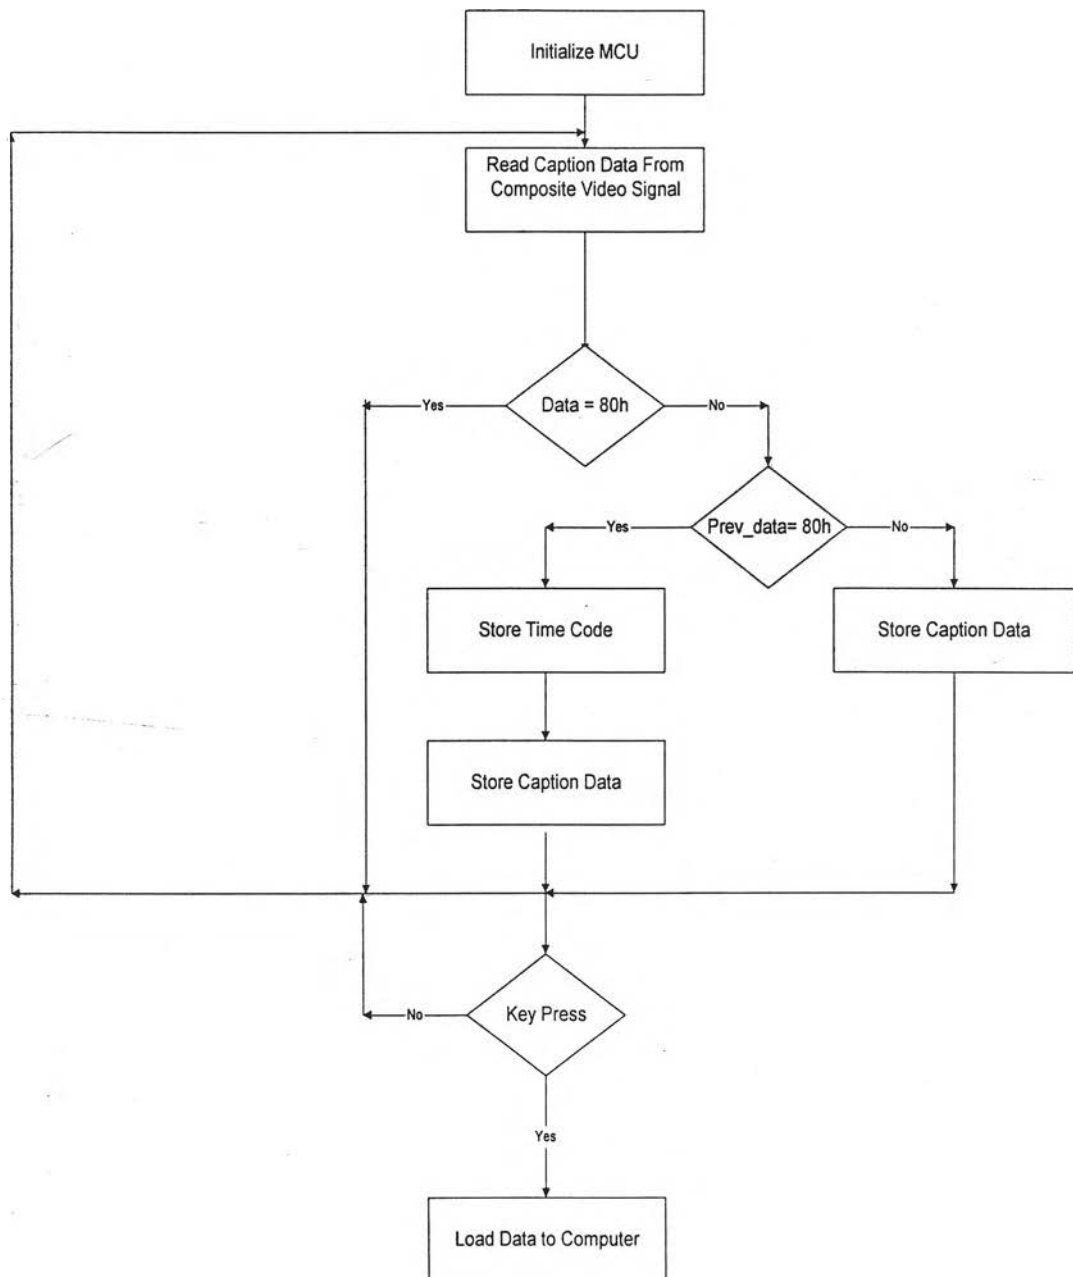 Initialize MCU
Read Caption Data From
Composite Video Signal
Yes
Data = 80h
No
Yes
Prev_data= 80h
No
Store Time Code
Store Caption Data
Store Caption Data
No
Key Press
Yes
Load Data to Computer